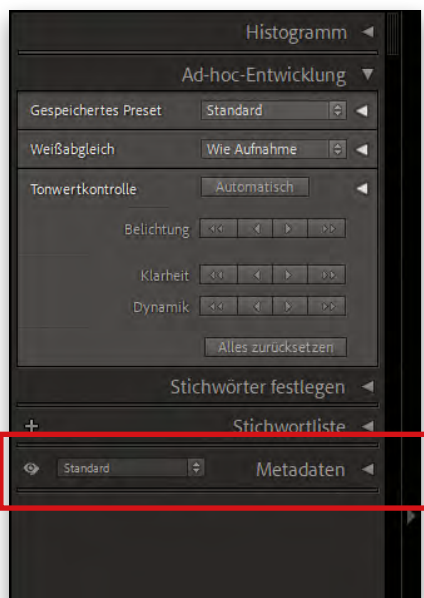 Histogramm
Ad-hoc-Entwicklung
Gespeichertes Preset Standard
Weißabgleich Wie Aufnahme
Tonwertkontrolle Automatisch
Belichtung
Klarheit
Dynamik
Alles zurücksetzen
Stichwörter festlegen
Stichwortliste
Standard Metadaten